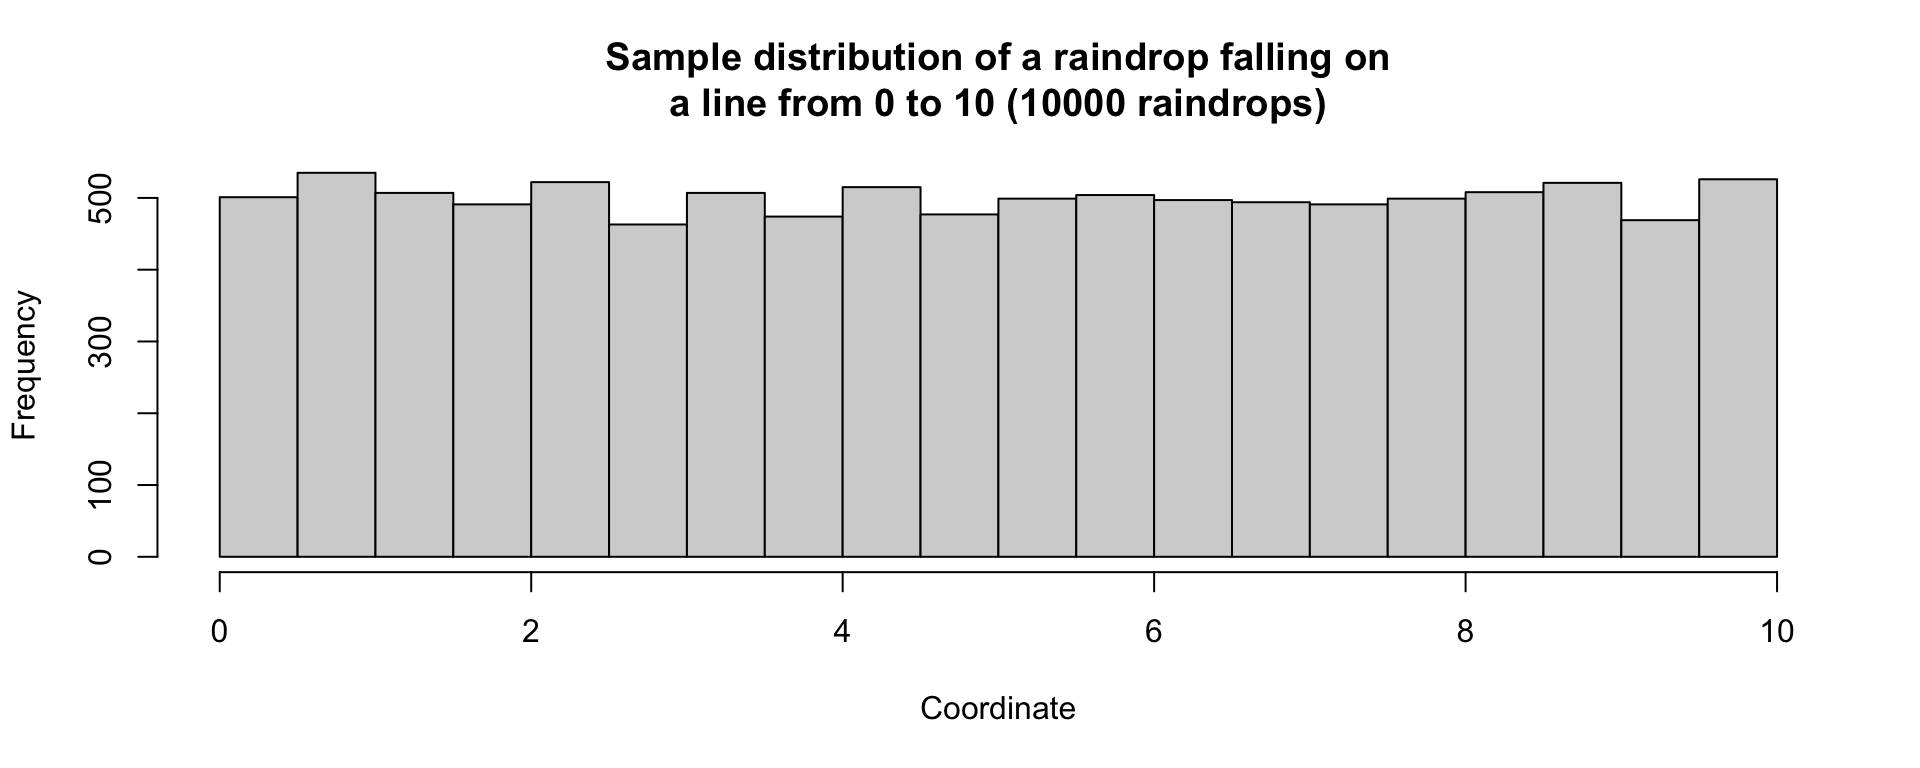 Sample distribution of a raindrop falling on
a line from 0 to 10 (10000 raindrops)
Frequency
500
300
100
0
0 2 4 6 8 10
Coordinate